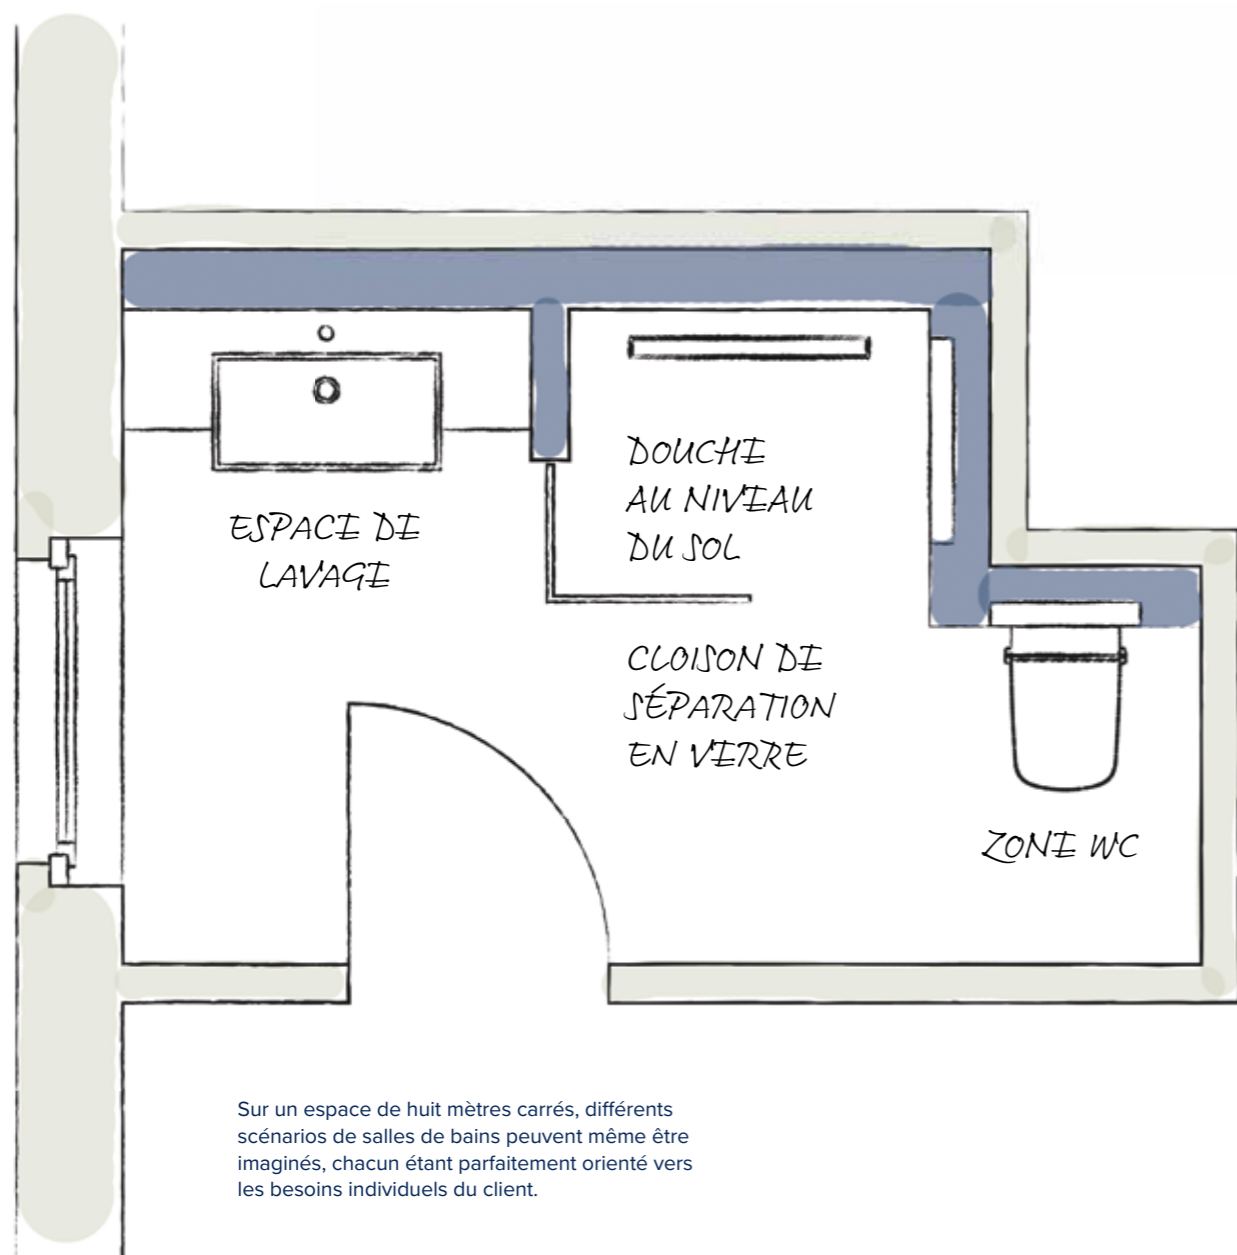 ESPACE DE
LAVAGE
DOUCHE
AU NIVEAU
DU SOL
CLOISON DE
SÉPARATION
EN VERRE
ZONE WC
Sur un espace de huit mètres carrés, différents
scénarios de salles de bains peuvent même être
imaginés, chacun étant parfaitement orienté vers
les besoins individuels du client.